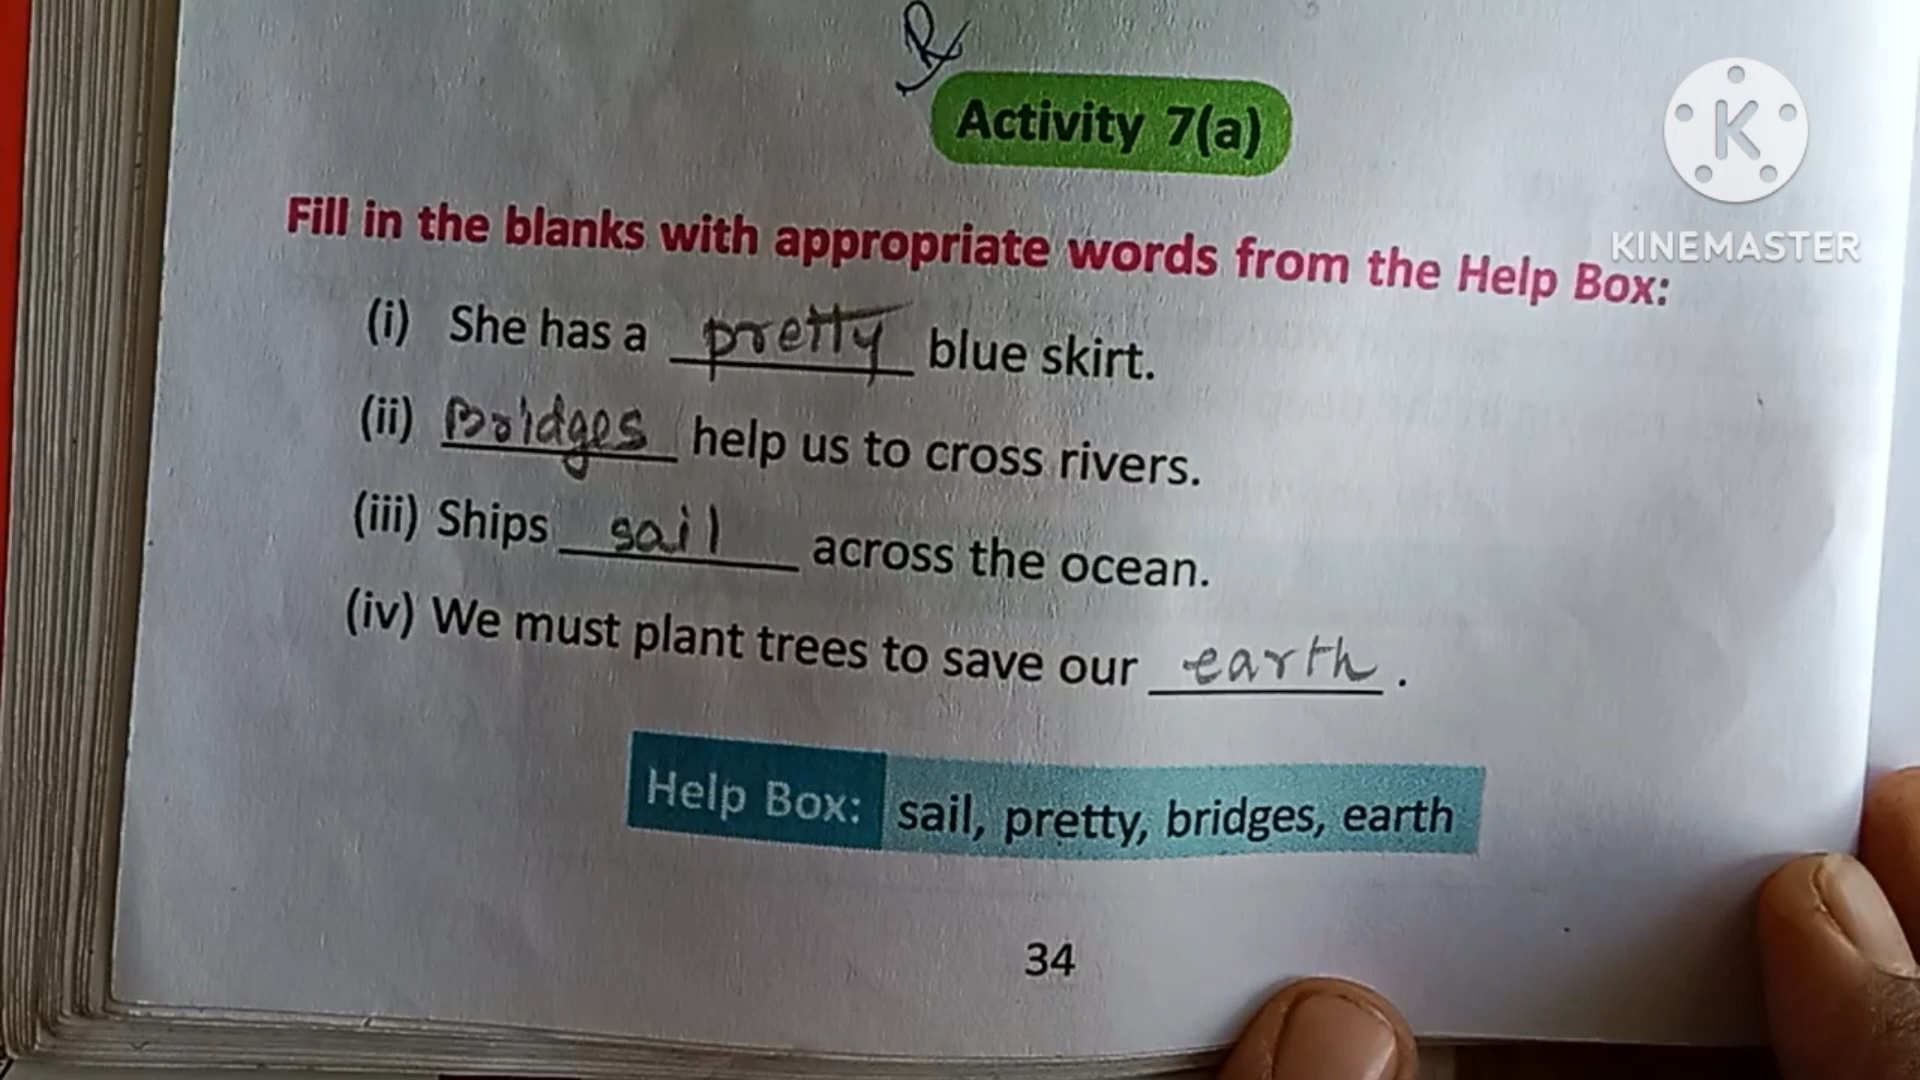 Activity 7(a)
K
KINEMASTER
Fill in the blanks with appropriate words from the Help Box:
(i) She has a pretty blue skirt.
(ii) Bridges help us to cross rivers.
(iii) Ships sail across the ocean.
(iv) We must plant trees to save our earth.
Help Box: sail, pretty, bridges, earth
34